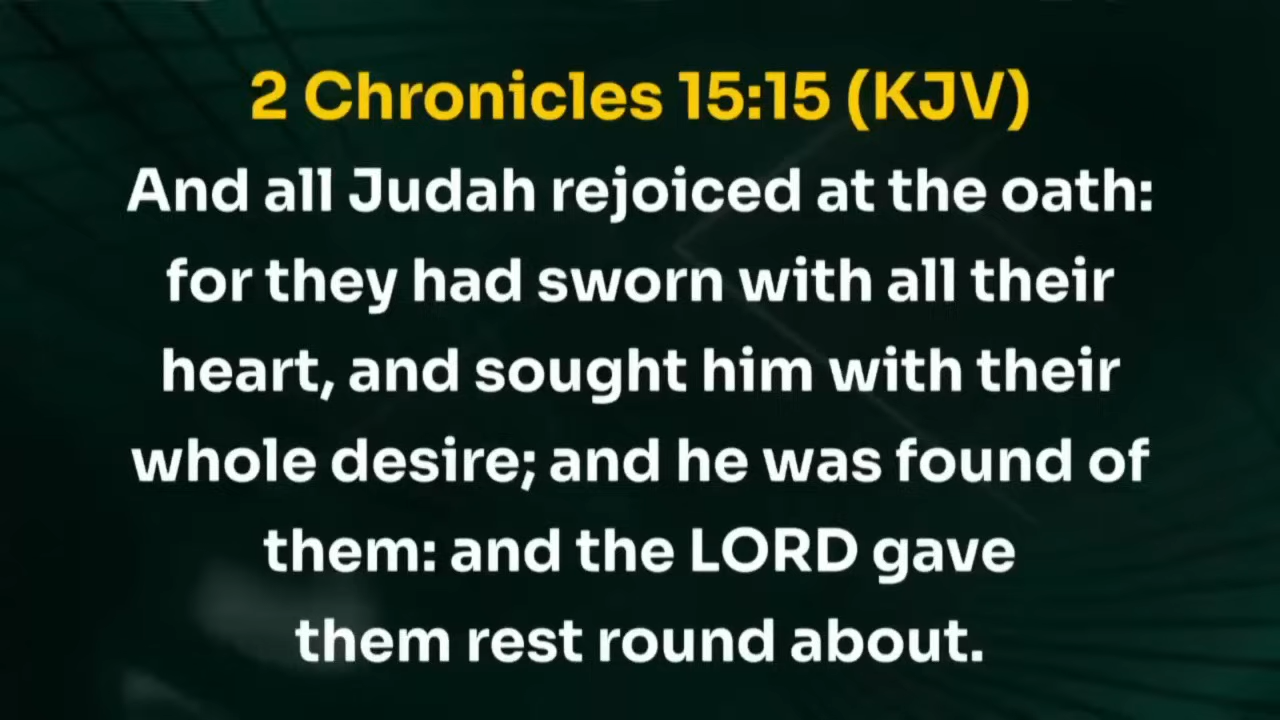 2 Chronicles 15:15 (KJV)
And all Judah rejoiced at the oath:
for they had sworn with all their
heart, and sought him with their
whole desire; and he was found of
them: and the LORD gave
them rest round about.